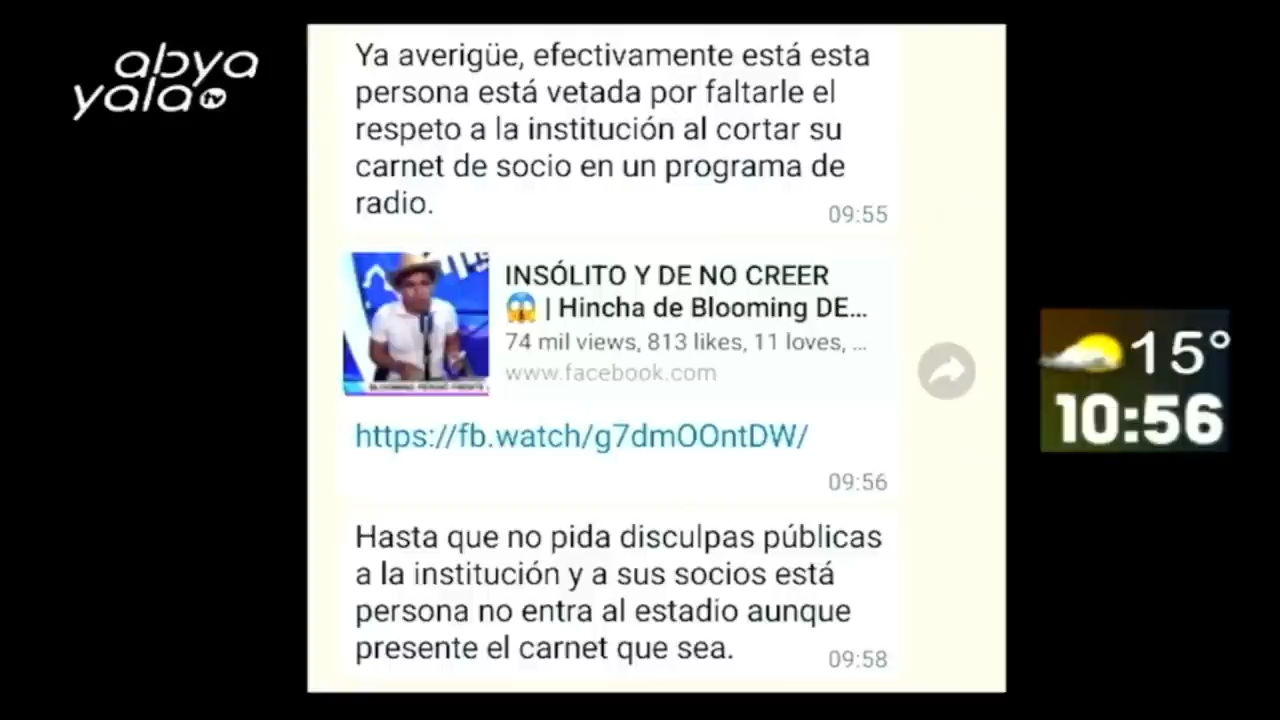 abya
yala tv
Ya averigüe, efectivamente está esta
persona está vetada por faltarle el
respeto a la institución al cortar su
carnet de socio en un programa de
radio.
09:55
INSÓLITO Y DE NO CREER
😱 | Hincha de Blooming DE...
74 mil views, 813 likes, 11 loves, ...
www.facebook.com
https://fb.watch/g7dmOOntDW/
09:56
Hasta que no pida disculpas públicas
a la institución y a sus socios está
persona no entra al estadio aunque
presente el carnet que sea.
09:58
15°
10:56